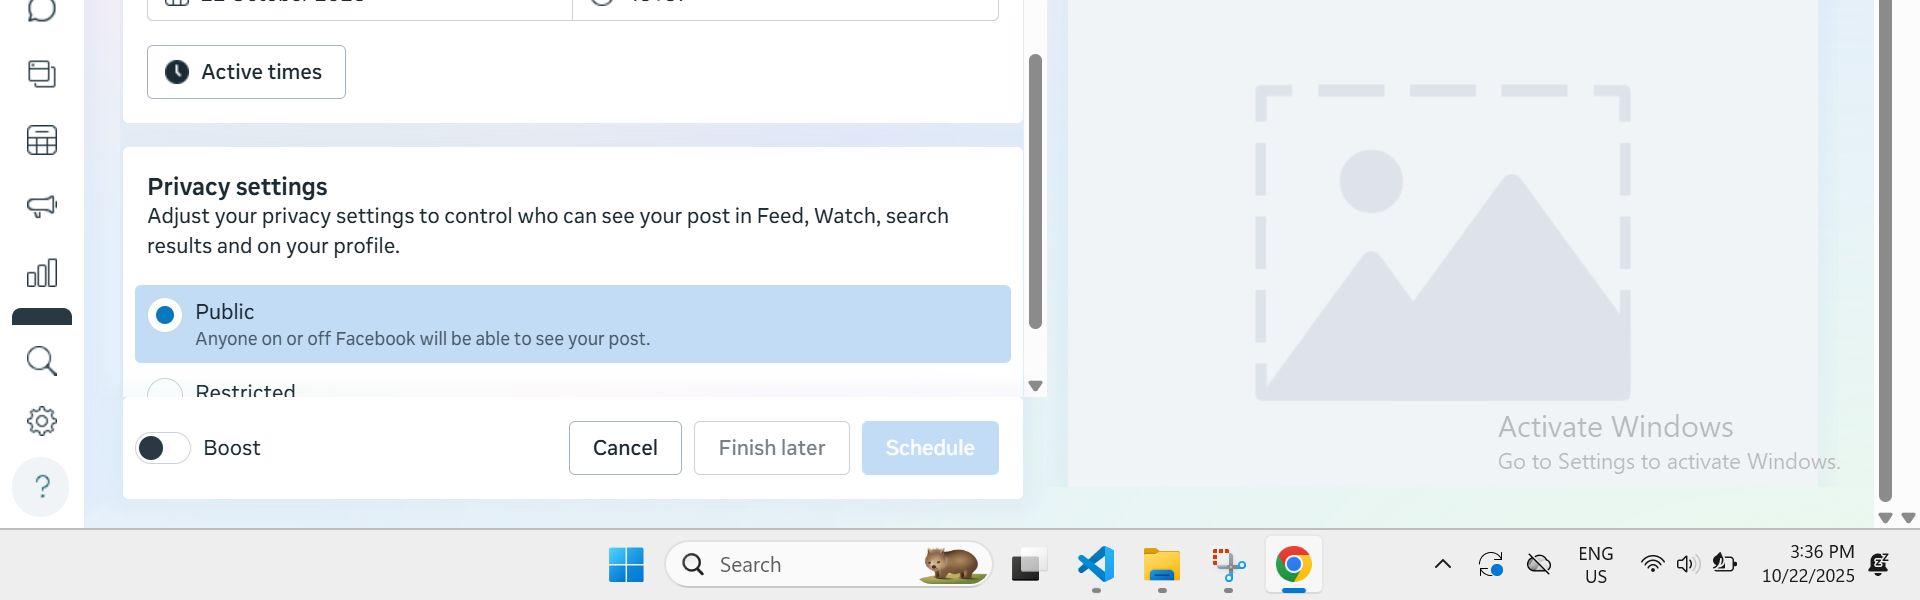 Active times
Privacy settings
Adjust your privacy settings to control who can see your post in Feed, Watch, search
results and on your profile.
Public
Anyone on or off Facebook will be able to see your post.
Restricted
Boost
Cancel
Finish later
Schedule
Activate Windows
Go to Settings to activate Windows.
Search
ENG
US
3:36 PM
10/22/2025